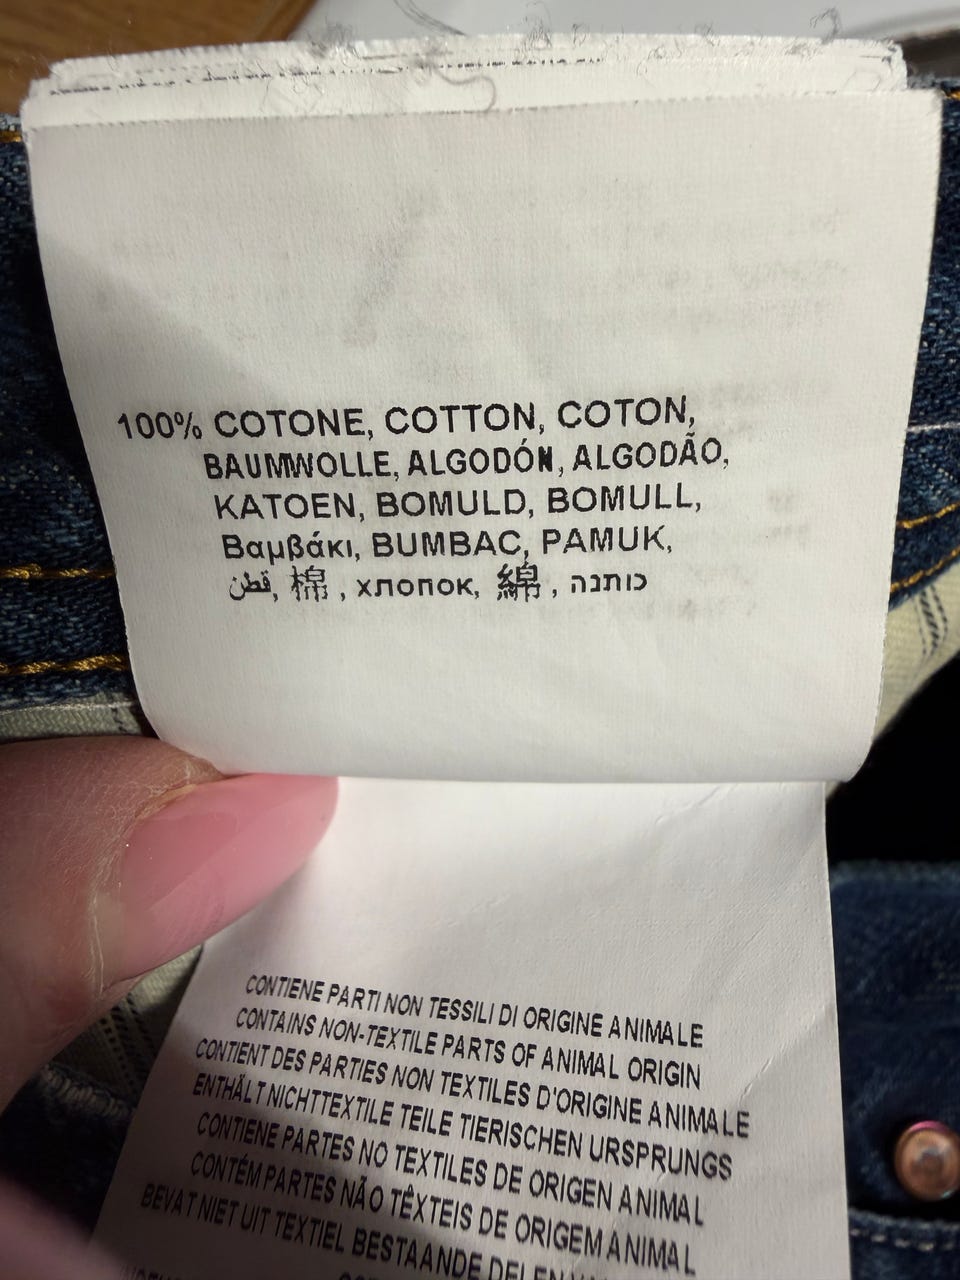 100% COTONE, COTTON, COTON,
BAUMWOLLE, ALGODÓN, ALGODÃO,
KATOEN, BOMULD, BOMULL,
Βαμβάκι, BUMBAC, PAMUK,
قطن, 棉, хлопок, 綿, כותנה
CONTIENE PARTI NON TESSILI DI ORIGINE ANIMALE
CONTAINS NON-TEXTILE PARTS OF ANIMAL ORIGIN
CONTIENT DES PARTIES NON TEXTILES D'ORIGINE ANIMALE
ENTHÄLT NICHTTEXTILE TEILE TIERISCHEN URSPRUNGS
CONTIENE PARTES NO TEXTILES DE ORIGEN ANIMAL
CONTÉM PARTES NÃO TÊXTEIS DE ORIGEM ANIMAL
BEVAT NIET UIT TEXTIEL BESTAANDE DELEN